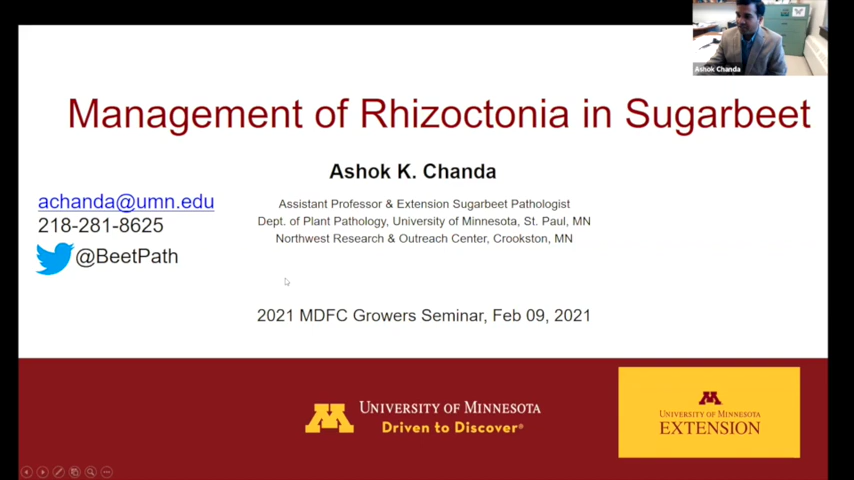 Ashok Chanda
Management of Rhizoctonia in Sugarbeet
Ashok K. Chanda
achanda@umn.edu
218-281-8625
@BeetPath
Assistant Professor & Extension Sugarbeet Pathologist
Dept. of Plant Pathology, University of Minnesota, St. Paul, MN
Northwest Research & Outreach Center, Crookston, MN
2021 MDFC Growers Seminar, Feb 09, 2021
UNIVERSITY OF MINNESOTA
Driven to Discover®
UNIVERSITY OF MINNESOTA
EXTENSION